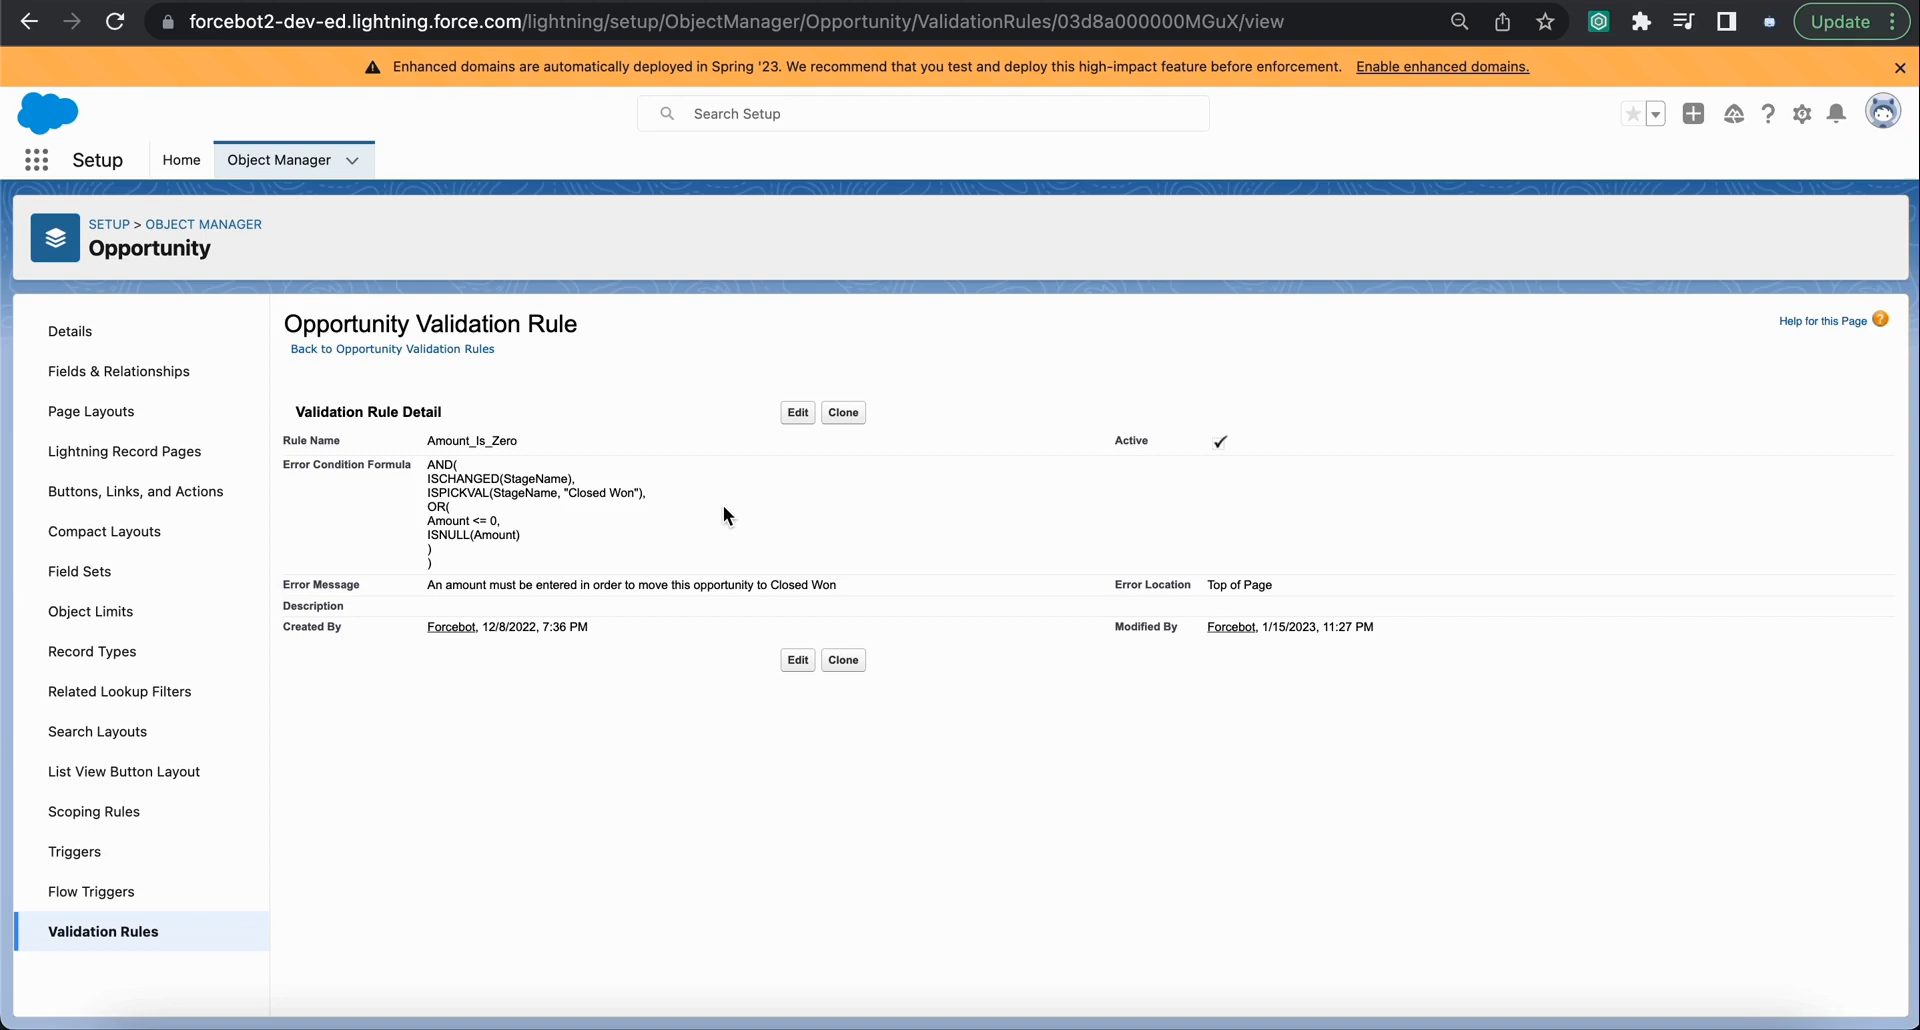 forcebot2-dev-ed.lightning.force.com/lightning/setup/ObjectManager/Opportunity/ValidationRules/03d8a000000MGuX/view
Update
Enhanced domains are automatically deployed in Spring '23. We recommend that you test and deploy this high-impact feature before enforcement. Enable enhanced domains.
Search Setup
Setup
Home
Object Manager
SETUP > OBJECT MANAGER
Opportunity
Details
Fields & Relationships
Page Layouts
Lightning Record Pages
Buttons, Links, and Actions
Compact Layouts
Field Sets
Object Limits
Record Types
Related Lookup Filters
Search Layouts
List View Button Layout
Scoping Rules
Triggers
Flow Triggers
Validation Rules
Opportunity Validation Rule
Help for this Page
Back to Opportunity Validation Rules
Validation Rule Detail
Edit
Clone
Rule Name
Amount_Is_Zero
Active
Error Condition Formula
AND(
ISCHANGED(StageName),
ISPICKVAL(StageName, "Closed Won"),
OR(
Amount <= 0,
ISNULL(Amount)
)
)
Error Message
An amount must be entered in order to move this opportunity to Closed Won
Error Location
Top of Page
Description
Created By
Forcebot, 12/8/2022, 7:36 PM
Modified By
Forcebot, 1/15/2023, 11:27 PM
Edit
Clone